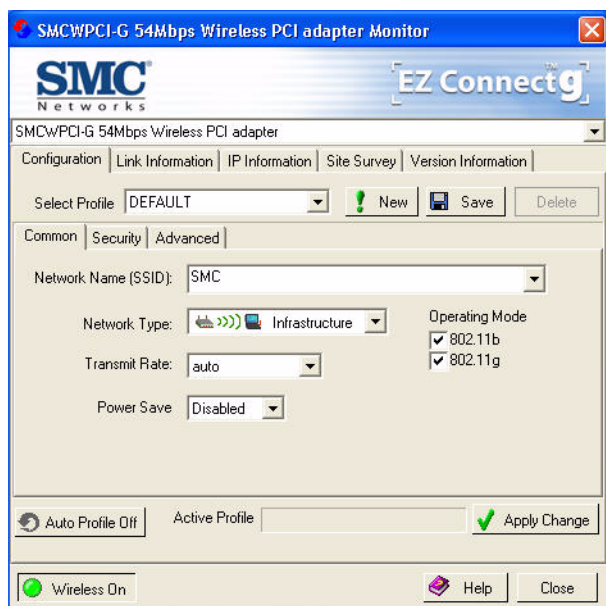 SMCWPCI-G 54Mbps Wireless PCI adapter Monitor
SMC®
Networks
EZ Connect™ g
SMCWPCI-G 54Mbps Wireless PCI adapter
Configuration Link Information IP Information Site Survey Version Information
Select Profile DEFAULT New Save Delete
Common Security Advanced
Network Name (SSID): SMC
Network Type: Infrastructure Operating Mode
802.11b
Transmit Rate: auto 802.11g
Power Save Disabled
Auto Profile Off Active Profile Apply Change
Wireless On Help Close